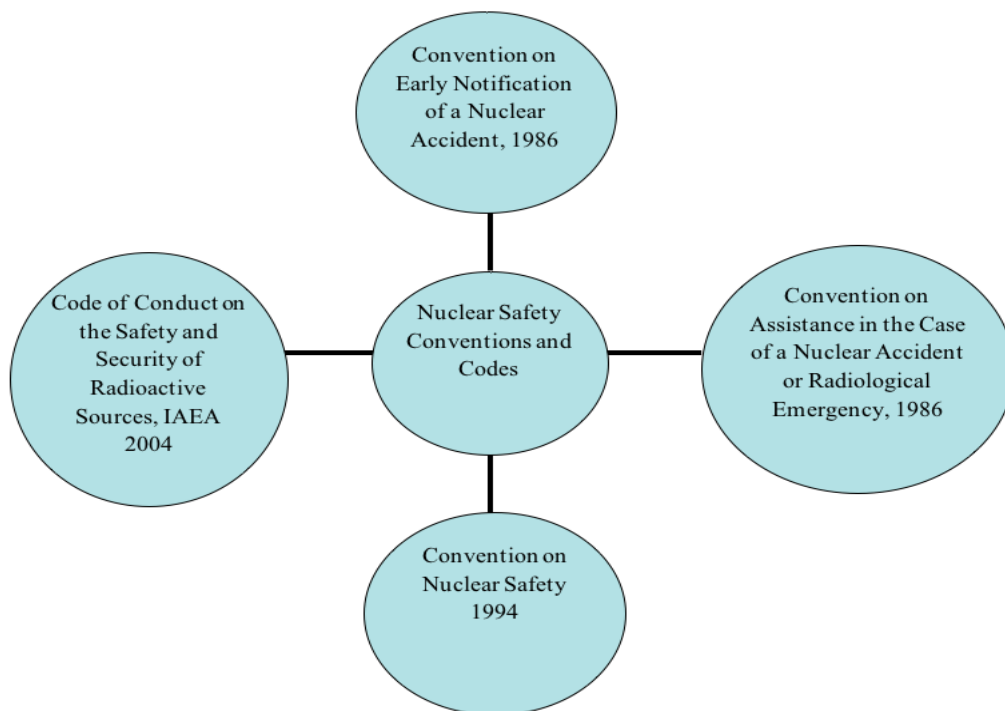 Convention on
Early Notification
of a Nuclear
Accident, 1986
Code of Conduct on
the Safety and
Security of
Radioactive
Sources, IAEA
2004
Nuclear Safety
Conventions and
Codes
Convention on
Assistance in the Case
of a Nuclear Accident
or Radiological
Emergency, 1986
Convention on
Nuclear Safety
1994